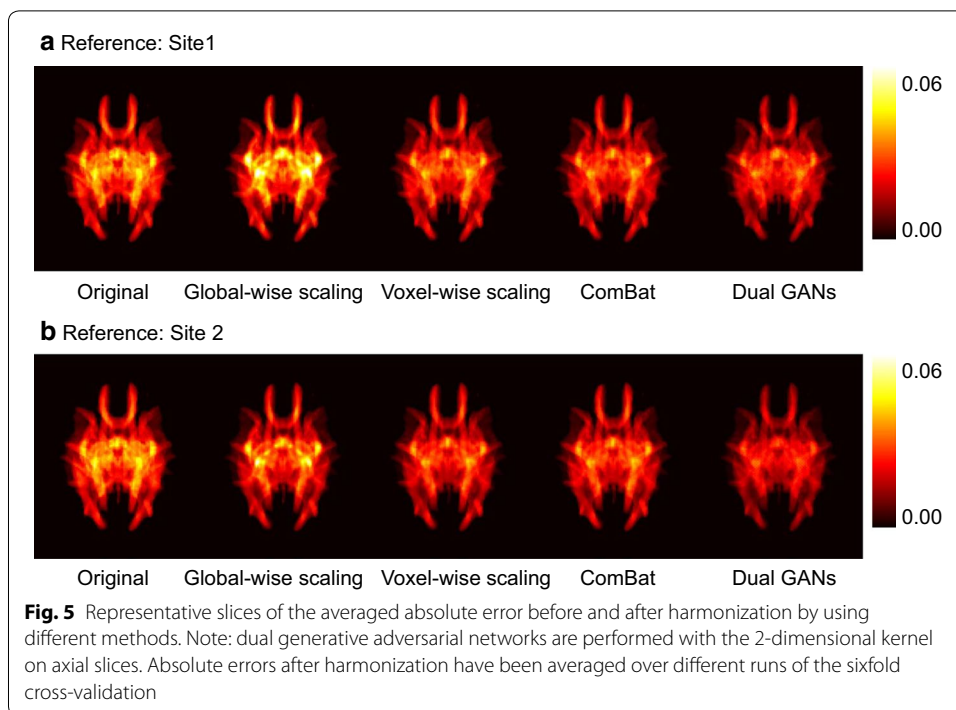 a Reference: Site1
0.06
0.00
Original Global-wise scaling Voxel-wise scaling ComBat Dual GANs
b Reference: Site 2
0.06
0.00
Original Global-wise scaling Voxel-wise scaling ComBat Dual GANs
Fig. 5 Representative slices of the averaged absolute error before and after harmonization by using
different methods. Note: dual generative adversarial networks are performed with the 2-dimensional kernel
on axial slices. Absolute errors after harmonization have been averaged over different runs of the sixfold
cross-validation